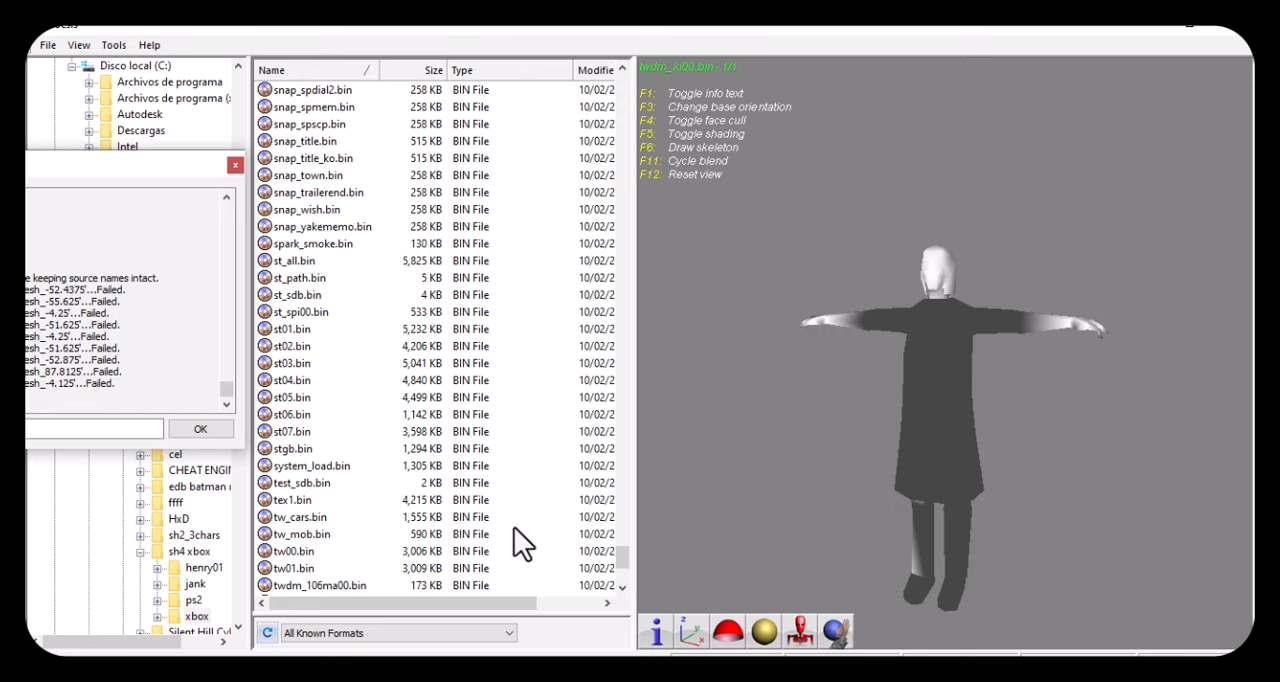 File View Tools Help
Disco local (C:)
Archivos de programa
Archivos de programa (
Autodesk
Descargas
Intel
x
e keeping source names intact.
esh_-52.4375'...Failed.
esh_-55.625'...Failed.
esh_-4.25'...Failed.
esh_-51.625'...Failed.
esh_-4.25'...Failed.
esh_-51.625'...Failed.
esh_-52.875'...Failed.
esh_87.8125'...Failed.
esh_-4.125'...Failed.
OK
cel
CHEAT ENGI
edb batman
ffff
HxD
sh2_3chars
sh4 xbox
henry01
jank
ps2
xbox
Silent Hill Cyl
Name Size Type Modifie
snap_spdial2.bin 258 KB BIN File 10/02/2
snap_spmem.bin 258 KB BIN File 10/02/2
snap_spscp.bin 258 KB BIN File 10/02/2
snap_title.bin 515 KB BIN File 10/02/2
snap_title_ko.bin 515 KB BIN File 10/02/2
snap_town.bin 258 KB BIN File 10/02/2
snap_trailerend.bin 258 KB BIN File 10/02/2
snap_wish.bin 258 KB BIN File 10/02/2
snap_yakememo.bin 258 KB BIN File 10/02/2
spark_smoke.bin 130 KB BIN File 10/02/2
st_all.bin 5,825 KB BIN File 10/02/2
st_path.bin 5 KB BIN File 10/02/2
st_sdb.bin 4 KB BIN File 10/02/2
st_spi00.bin 533 KB BIN File 10/02/2
st01.bin 5,232 KB BIN File 10/02/2
st02.bin 4,206 KB BIN File 10/02/2
st03.bin 5,041 KB BIN File 10/02/2
st04.bin 4,840 KB BIN File 10/02/2
st05.bin 4,499 KB BIN File 10/02/2
st06.bin 1,142 KB BIN File 10/02/2
st07.bin 3,598 KB BIN File 10/02/2
stgb.bin 1,294 KB BIN File 10/02/2
system_load.bin 1,305 KB BIN File 10/02/2
test_sdb.bin 2 KB BIN File 10/02/2
tex1.bin 4,215 KB BIN File 10/02/2
tw_cars.bin 1,555 KB BIN File 10/02/2
tw_mob.bin 590 KB BIN File 10/02/2
tw00.bin 3,006 KB BIN File 10/02/2
tw01.bin 3,009 KB BIN File 10/02/2
twdm_106ma00.bin 173 KB BIN File 10/02/2
All Known Formats
twdm_ki00.bin - 1/1
F1: Toggle info text
F3: Change base orientation
F4: Toggle face cull
F5: Toggle shading
F6: Draw skeleton
F11: Cycle blend
F12: Reset view